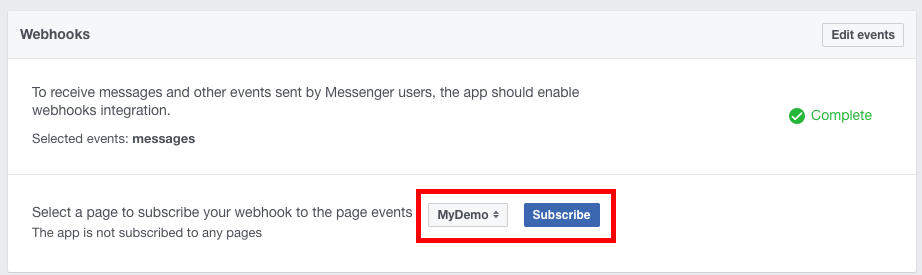 Webhooks
Edit events
To receive messages and other events sent by Messenger users, the app should enable
webhooks integration.
Complete
Selected events: messages
Select a page to subscribe your webhook to the page events
MyDemo
Subscribe
The app is not subscribed to any pages